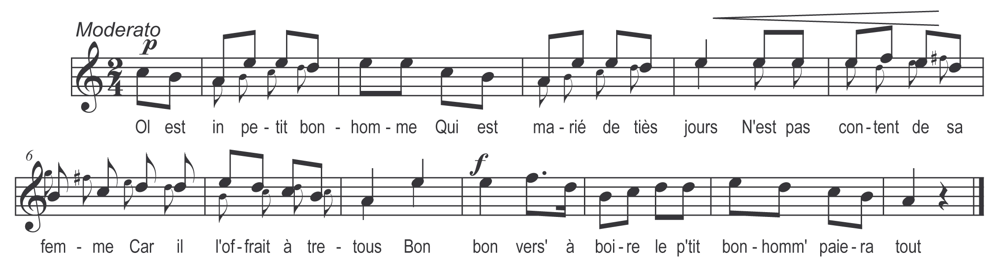 Moderato
p
2/4
Ol est in pe - tit bon - hom - me Qui est ma - rié de tiès jours N'est pas con - tent de sa
6
f
fem - me Car il l'of - frait à tre - tous Bon bon vers' à boi - re le p'tit bon - homm' paie - ra tout